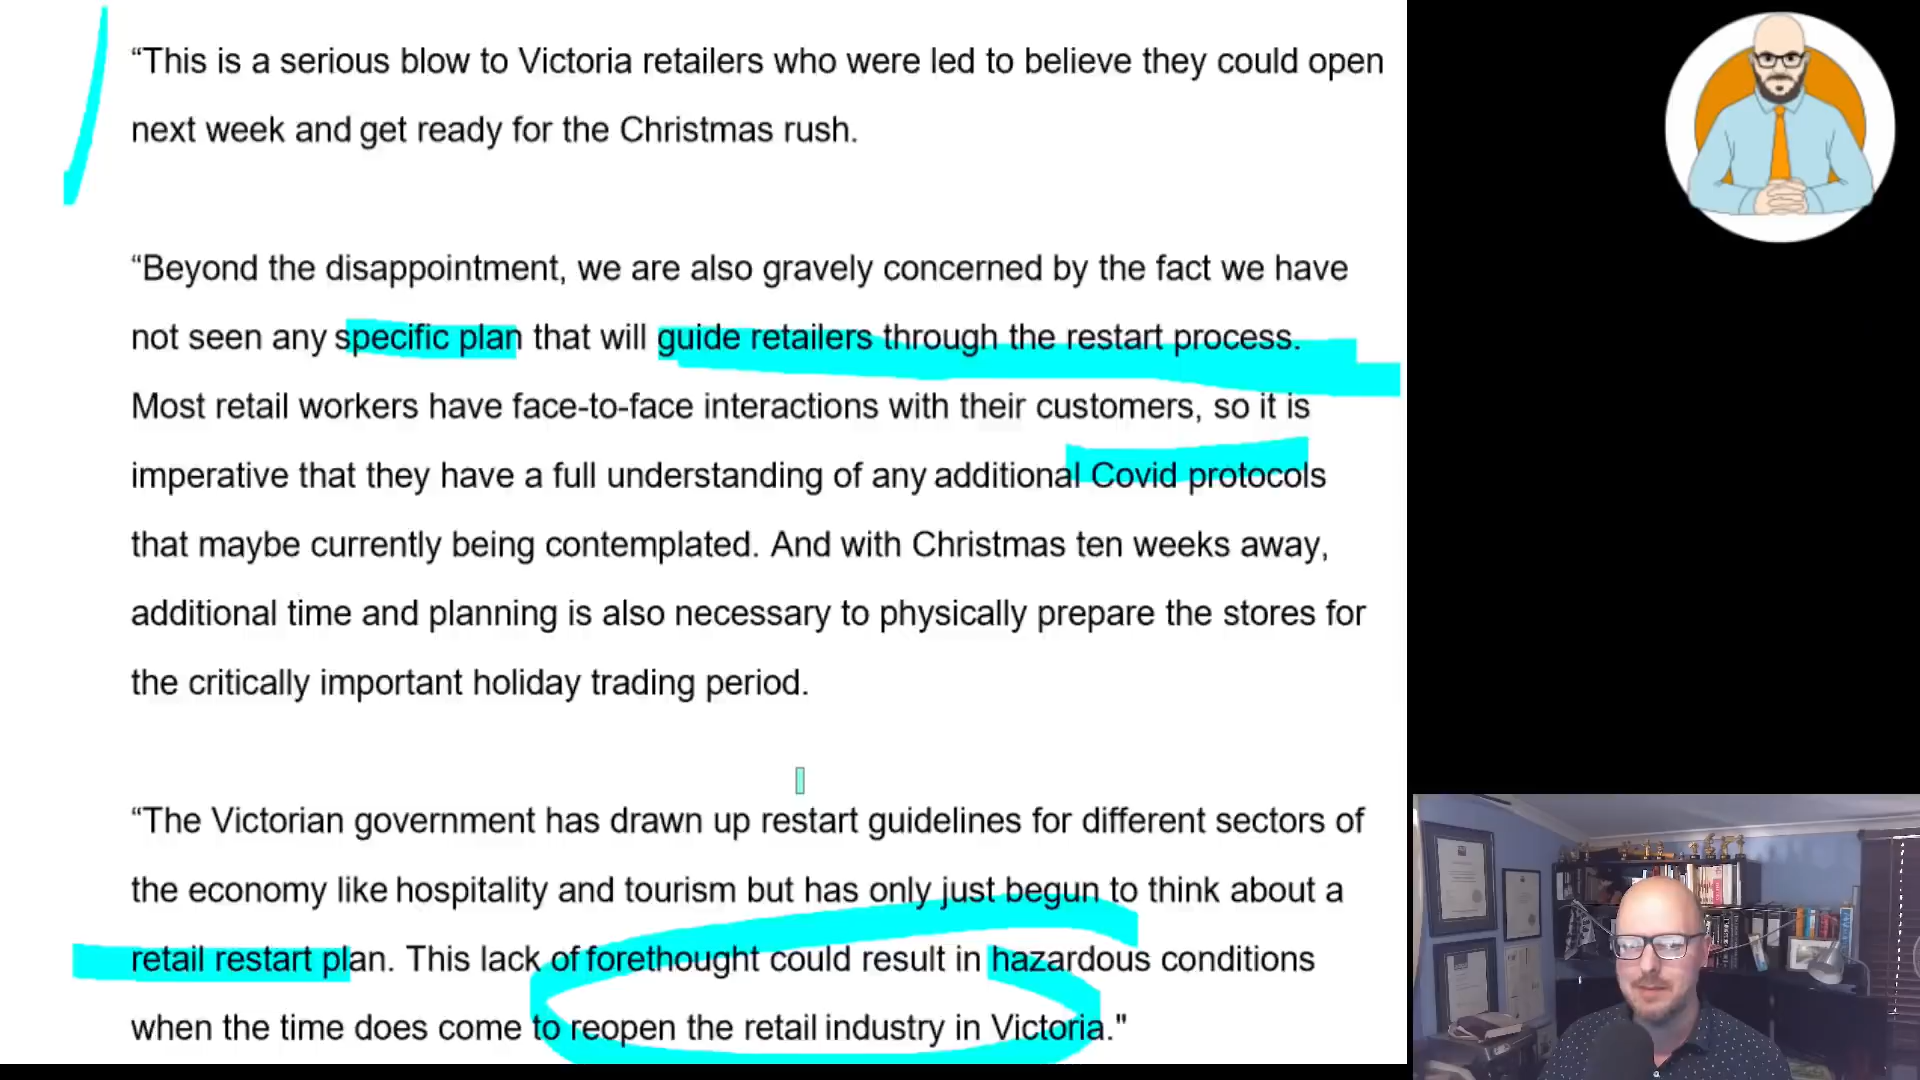 “This is a serious blow to Victoria retailers who were led to believe they could open
next week and get ready for the Christmas rush.
“Beyond the disappointment, we are also gravely concerned by the fact we have
not seen any specific plan that will guide retailers through the restart process.
Most retail workers have face-to-face interactions with their customers, so it is
imperative that they have a full understanding of any additional Covid protocols
that maybe currently being contemplated. And with Christmas ten weeks away,
additional time and planning is also necessary to physically prepare the stores for
the critically important holiday trading period.
“The Victorian government has drawn up restart guidelines for different sectors of
the economy like hospitality and tourism but has only just begun to think about a
retail restart plan. This lack of forethought could result in hazardous conditions
when the time does come to reopen the retail industry in Victoria."